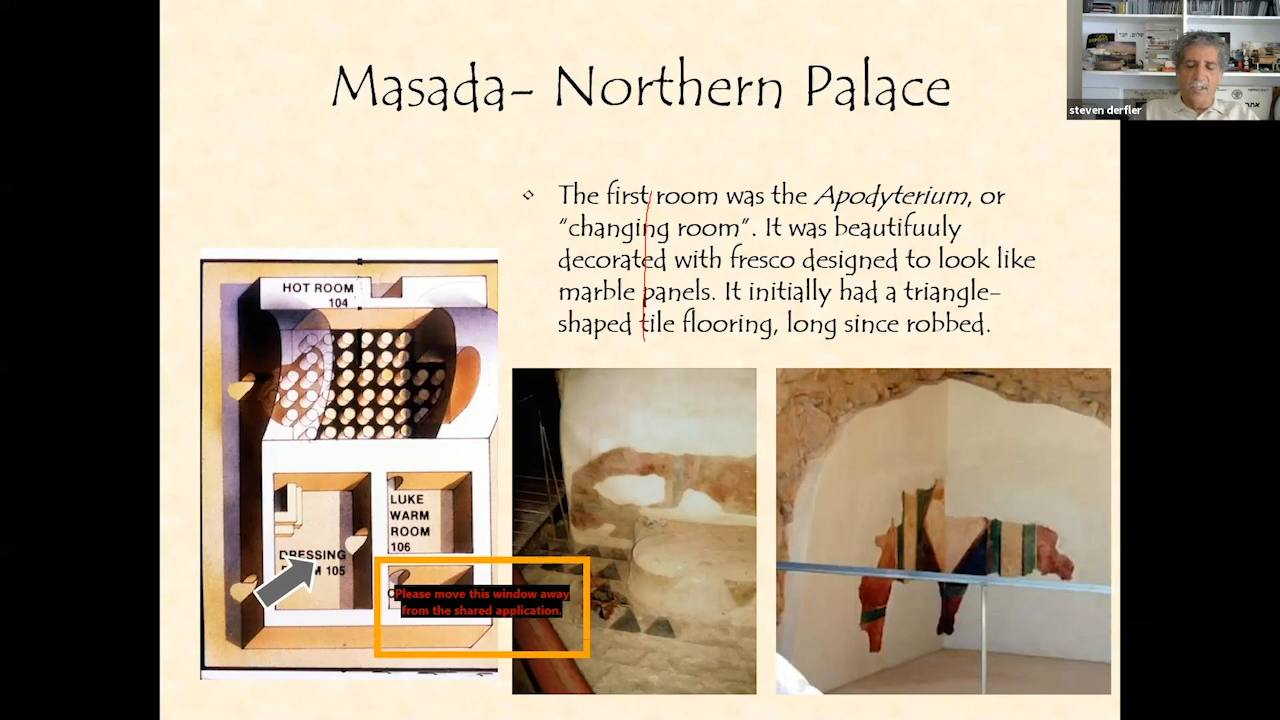 Masada- Northern Palace
steven derfler
The first room was the Apodyterium, or
“changing room”. It was beautifuuly
decorated with fresco designed to look like
marble panels. It initially had a triangle-
shaped tile flooring, long since robbed.
HOT ROOM
104
LUKE
WARM
ROOM
106
DRESSING
105
Please move this window away
from the shared application.